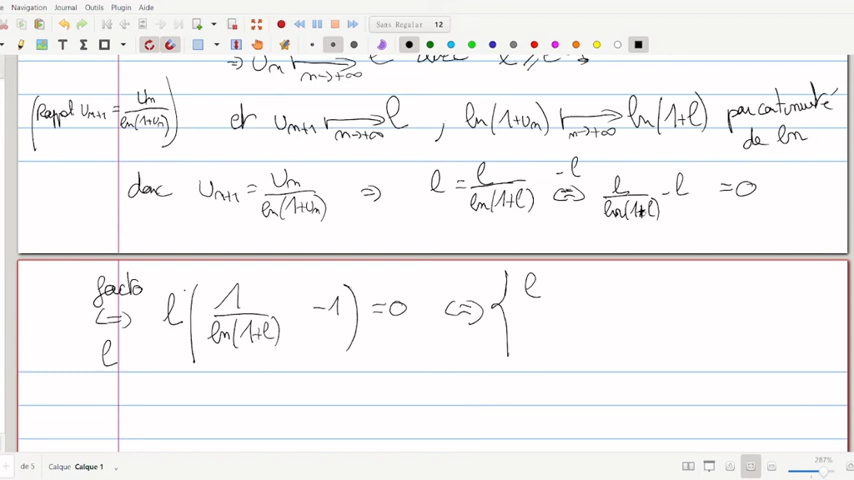 Navigation Journal Outils Plugin Aide
Sans Regular 12
⇒ Un ⟼ ℓ avec
n→+∞
(Rappel Un+1 = Un / ln(1+Un)) et Un+1 ⟼ ℓ , ln(1+Un) ⟼ ln(1+ℓ) par continuité
n→+∞ n→+∞ de ln
donc Un+1 = Un / ln(1+Un) ⇒ ℓ = ℓ / ln(1+ℓ) -ℓ ⇔ ℓ / ln(1+ℓ) - ℓ = 0
facto
⇔ ℓ ( 1 / ln(1+ℓ) - 1 ) = 0 ⇔ { ℓ
ℓ
de 5 Calque Calque 1 287%